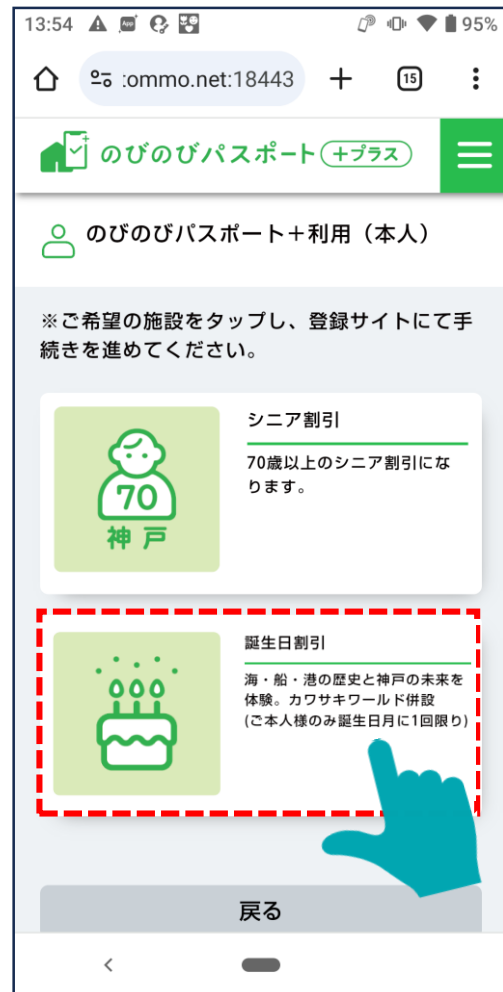 13:54
95%
:ommo.net:18443
15
のびのびパスポート+プラス
のびのびパスポート+利用（本人）
※ご希望の施設をタップし、登録サイトにて手
続きを進めてください。
70
神戸
シニア割引
70歳以上のシニア割引にな
ります。
誕生日割引
海・船・港の歴史と神戸の未来を
体験。カワサキワールド併設
(ご本人様のみ誕生日月に1回限り)
戻る